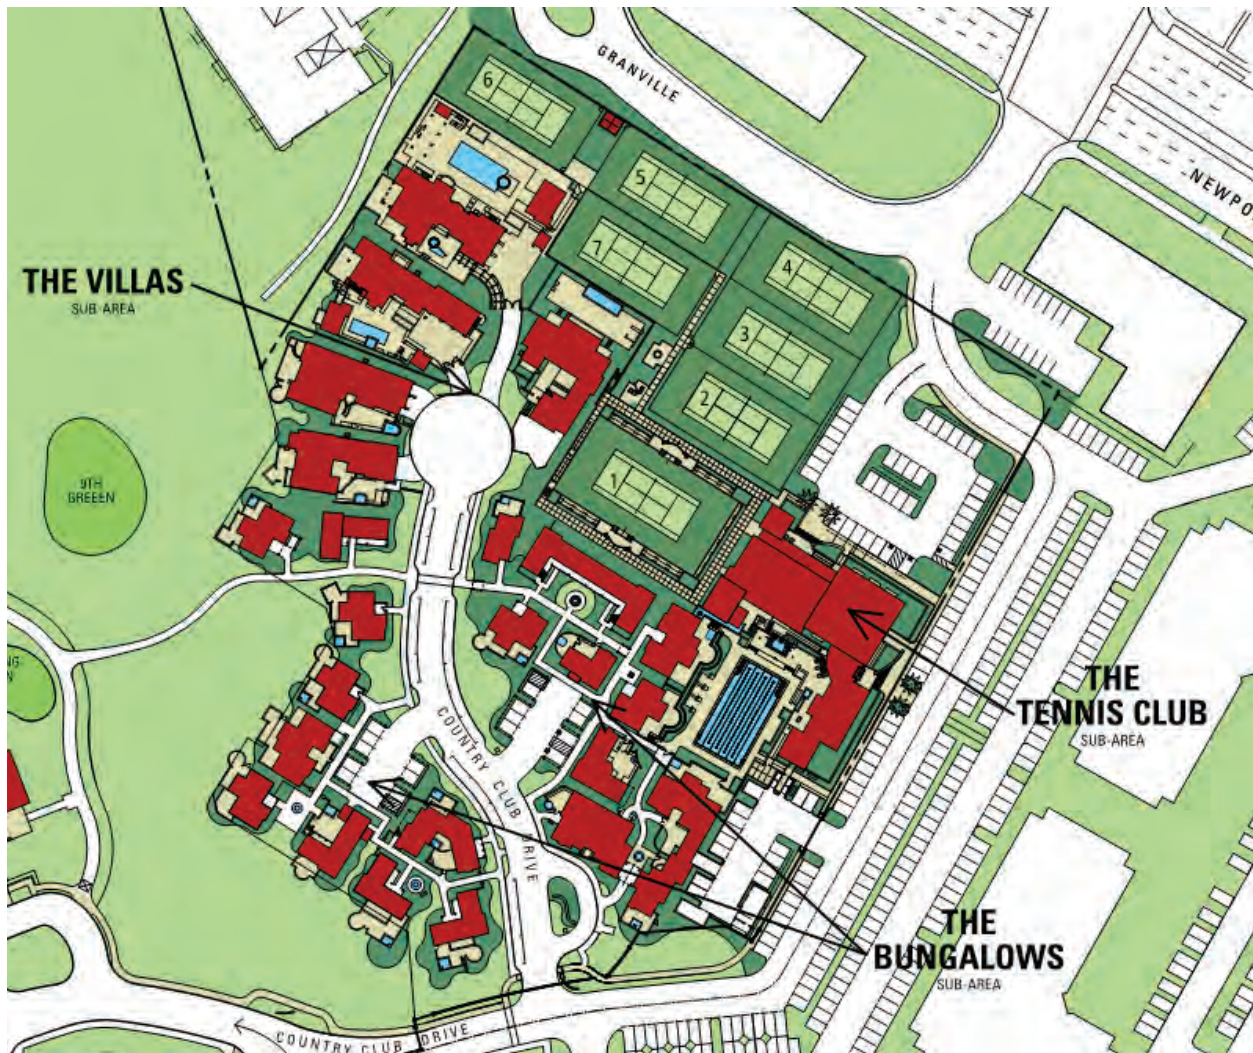 GRANVILLE
NEWPO
6
5
7
4
3
2
1
THE VILLAS
SUB-AREA
9TH
GREEEN
THE
TENNIS CLUB
SUB-AREA
COUNTRY CLUB DRIVE
THE
BUNGALOWS
SUB-AREA
COUNTRY CLUB DRIVE